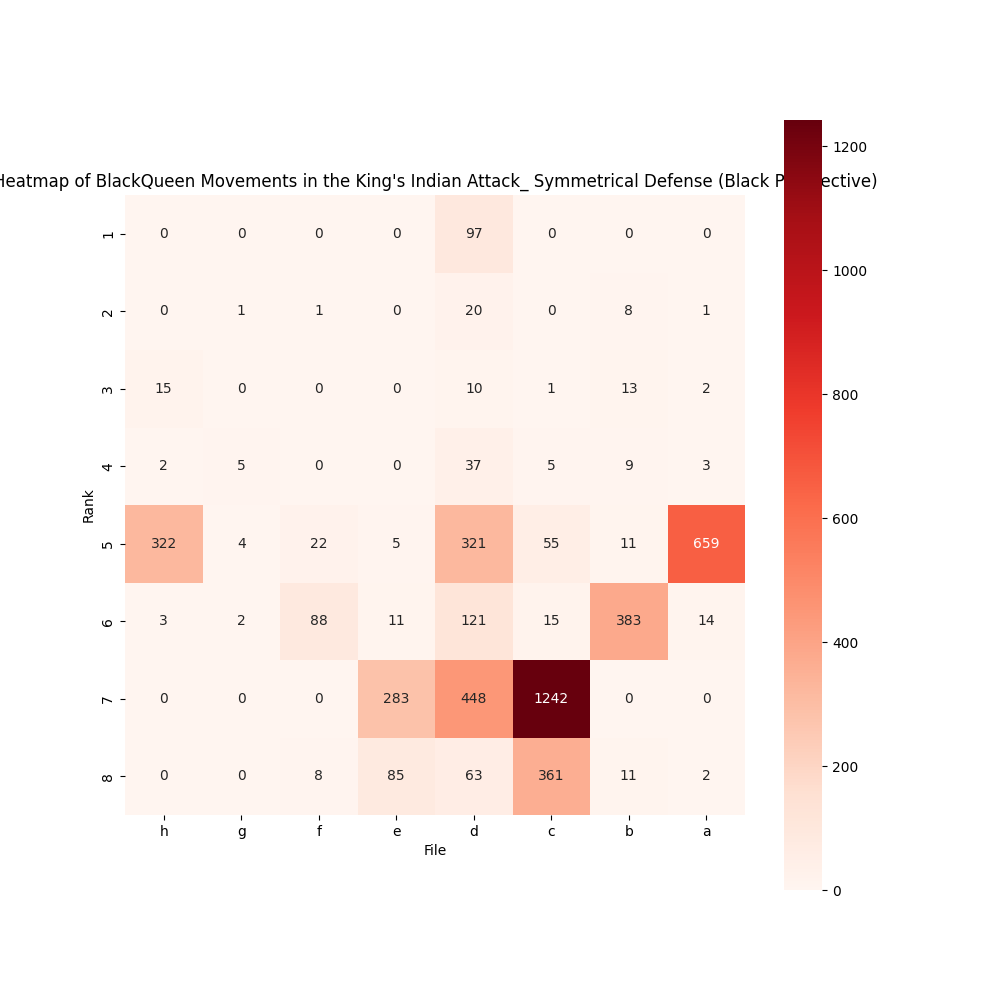 Heatmap of BlackQueen Movements in the King's Indian Attack_ Symmetrical Defense (Black Perspective)
1 0 0 0 0 97 0 0 0
2 0 1 1 0 20 0 8 1
3 15 0 0 0 10 1 13 2
4 2 5 0 0 37 5 9 3
5 322 4 22 5 321 55 11 659
6 3 2 88 11 121 15 383 14
7 0 0 0 283 448 1242 0 0
8 0 0 8 85 63 361 11 2
h g f e d c b a
File
Rank
1200
1000
800
600
400
200
0